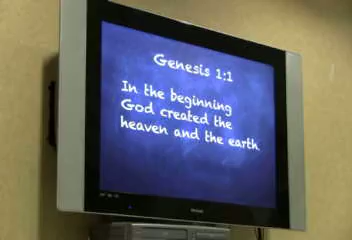 Genesis 1:1
In the beginning
God created the
heaven and the earth.